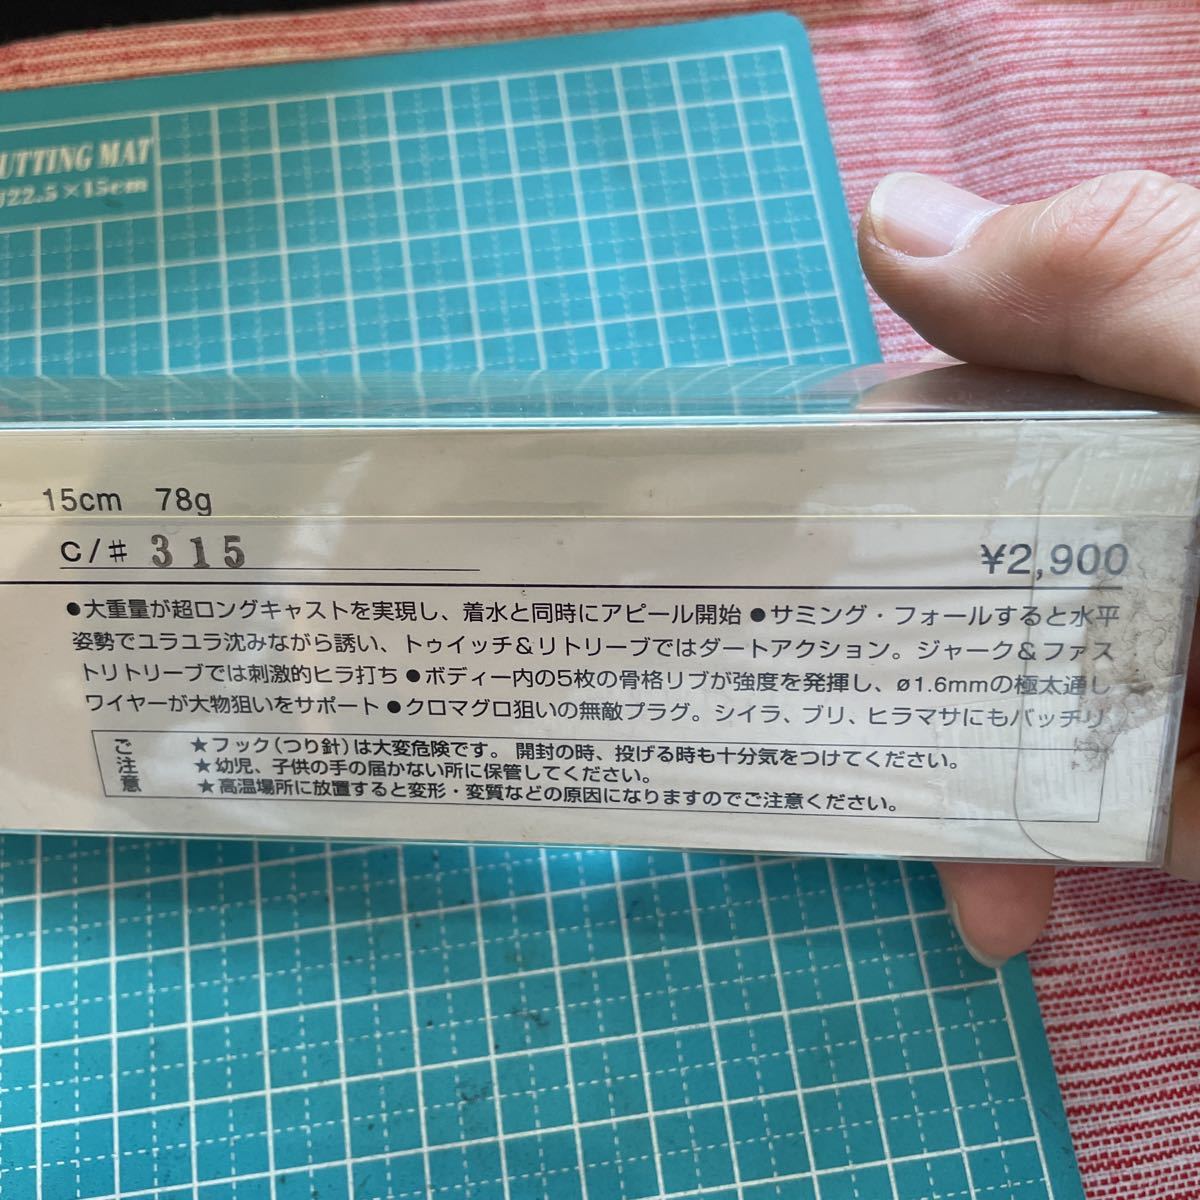 UTTING MAT
22.5×15cm
15cm 78g
C/# 315
¥2,900
●大重量が超ロングキャストを実現し、着水と同時にアピール開始 ●サミング・フォールすると水平
姿勢でユラユラ沈みながら誘い、トゥイッチ＆リトリーブではダートアクション。ジャーク＆ファス
トリトリーブでは刺激的ヒラ打ち ●ボディー内の5枚の骨格リブが強度を発揮し、ø1.6mmの極太通し
ワイヤーが大物狙いをサポート ●クロマグロ狙いの無敵プラグ。シイラ、ブリ、ヒラマサにもバッチリ
ご注意
★フック（つり針）は大変危険です。開封の時、投げる時も十分気をつけてください。
★幼児、子供の手の届かない所に保管してください。
★高温場所に放置すると変形・変質などの原因になりますのでご注意ください。